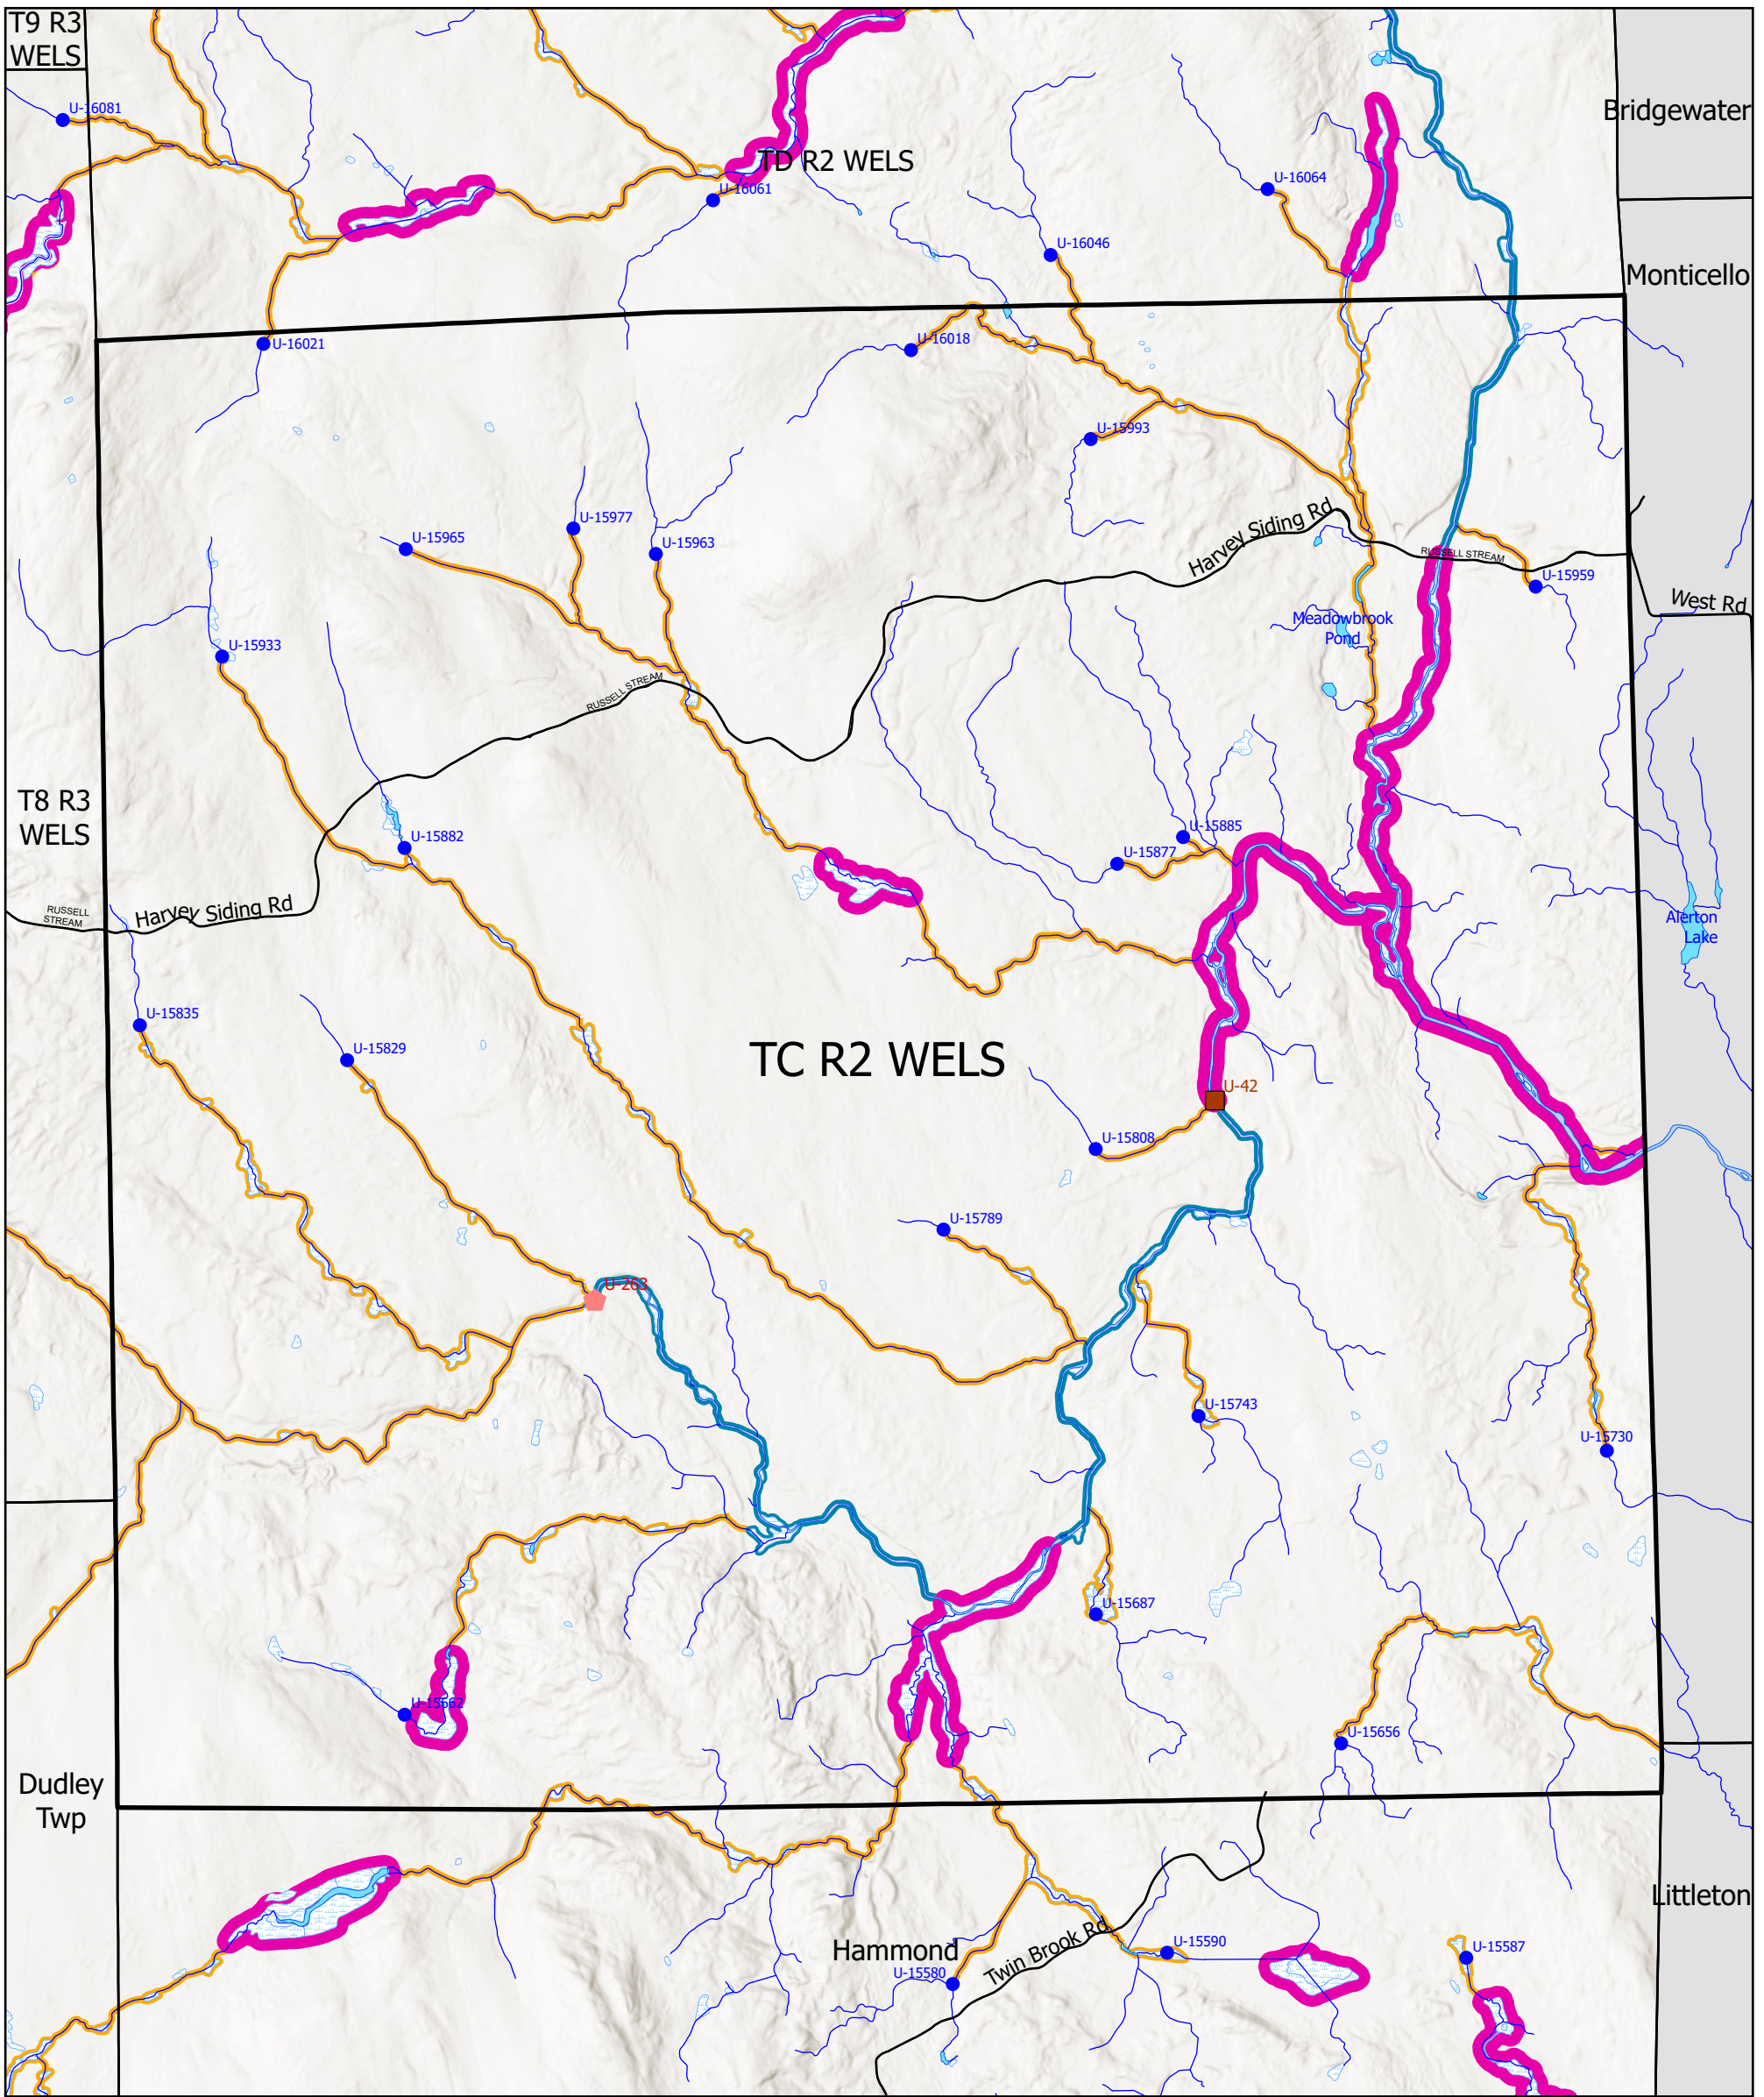 T9 R3
WELS
U-16081
Bridgewater
TD R2 WELS
U-16061
U-16064
U-16046
Monticello
U-16021
U-16018
U-15993
U-15977
U-15965
U-15963
Harvey Siding Rd
RUSSELL STREAM
U-15959
West Rd
Meadowbrook
Pond
U-15933
RUSSELL STREAM
T8 R3
WELS
U-15882
U-15885
U-15877
RUSSELL
STREAM
Harvey Siding Rd
Alerton
Lake
U-15835
U-15829
TC R2 WELS
U-42
U-15808
U-15789
U-263
U-15743
U-15730
U-15687
U-15662
U-15656
Dudley
Twp
Littleton
Hammond
Twin Brook Rd
U-15590
U-15587
U-15580